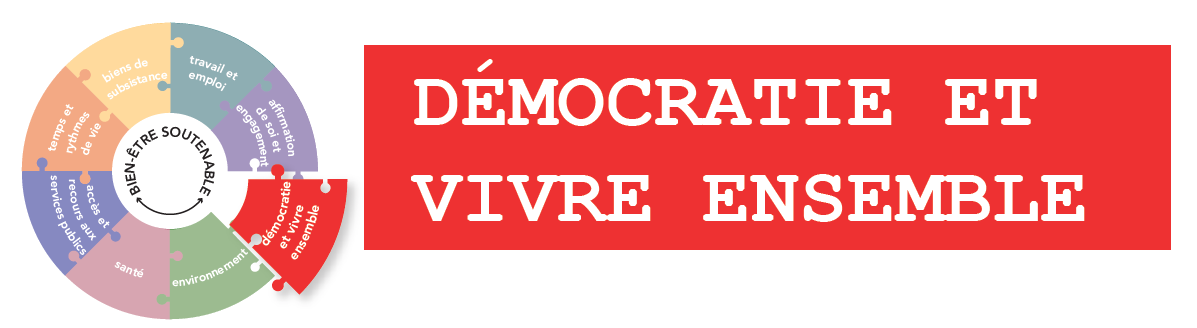 biens de
subsistance
travail et
emploi
affirmation
de soi et
engagement
démocratie
et vivre
ensemble
environnement
santé
accès et
recours aux
services publics
temps et
rythmes
de vie
BIEN-ÊTRE SOUTENABLE
DÉMOCRATIE ET
VIVRE ENSEMBLE